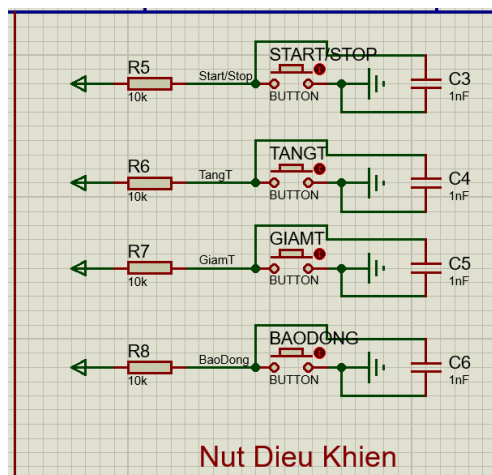 START/STOP
R5
Start/Stop
C3
10k
BUTTON
1nF
TANGT
R6
TangT
C4
10k
BUTTON
1nF
GIAMT
R7
GiamT
C5
10k
BUTTON
1nF
BAODONG
R8
BaoDong
C6
10k
BUTTON
1nF
Nut Dieu Khien